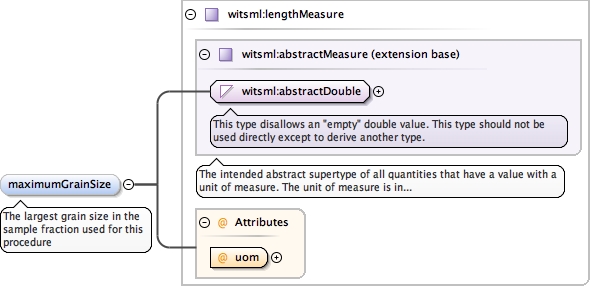 witsml:lengthMeasure
witsml:abstractMeasure (extension base)
witsml:abstractDouble
This type disallows an "empty" double value. This type should not be
used directly except to derive another type.
The intended abstract supertype of all quantities that have a value with a
unit of measure. The unit of measure is in...
maximumGrainSize
The largest grain size in the
sample fraction used for this
procedure
@ Attributes
@ uom